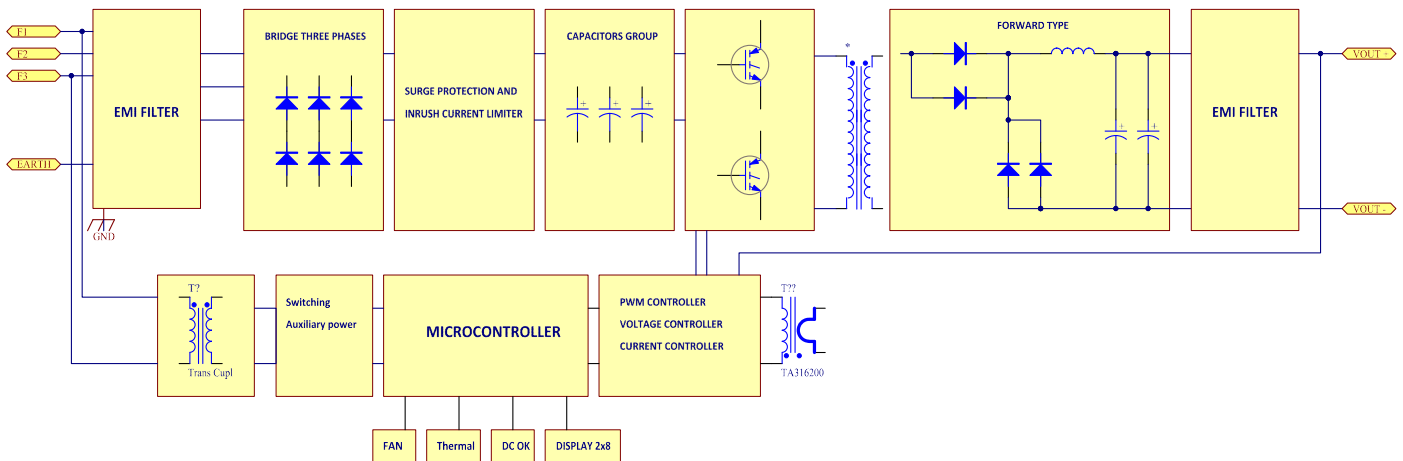 F1
F2
F3
EARTH
EMI FILTER
GND
BRIDGE THREE PHASES
SURGE PROTECTION AND
INRUSH CURRENT LIMITER
CAPACITORS GROUP
+
+
+
*
FORWARD TYPE
+
+
EMI FILTER
VOUT +
VOUT -
T?
Trans Cupl
Switching
Auxiliary power
MICROCONTROLLER
PWM CONTROLLER
VOLTAGE CONTROLLER
CURRENT CONTROLLER
T??
TA316200
FAN
Thermal
DC OK
DISPLAY 2x8